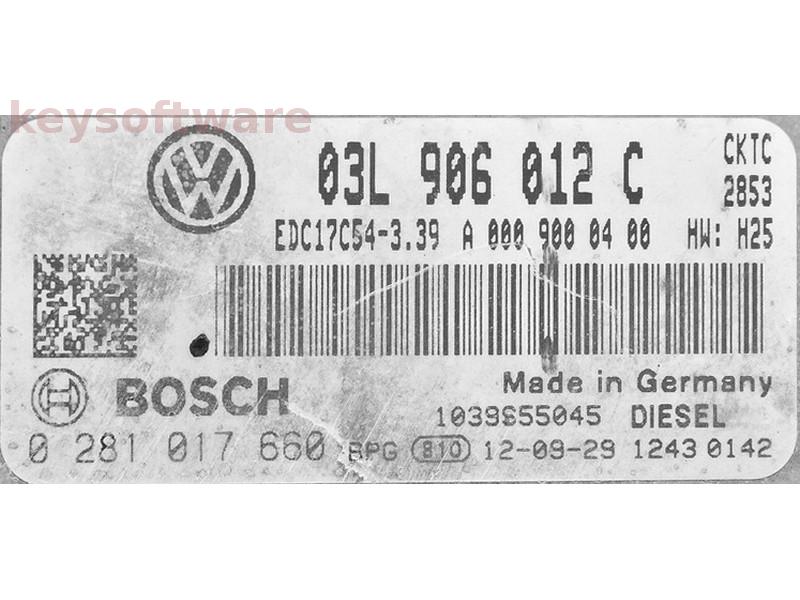 keysoftware
03L 906 012 C
CKTC
2853
EDC17C54-3.39 A 000 900 04 00 HW: H25
BOSCH
Made in Germany
1039S55045 DIESEL
0 281 017 660 RPG 810 12-09-29 1243 0142